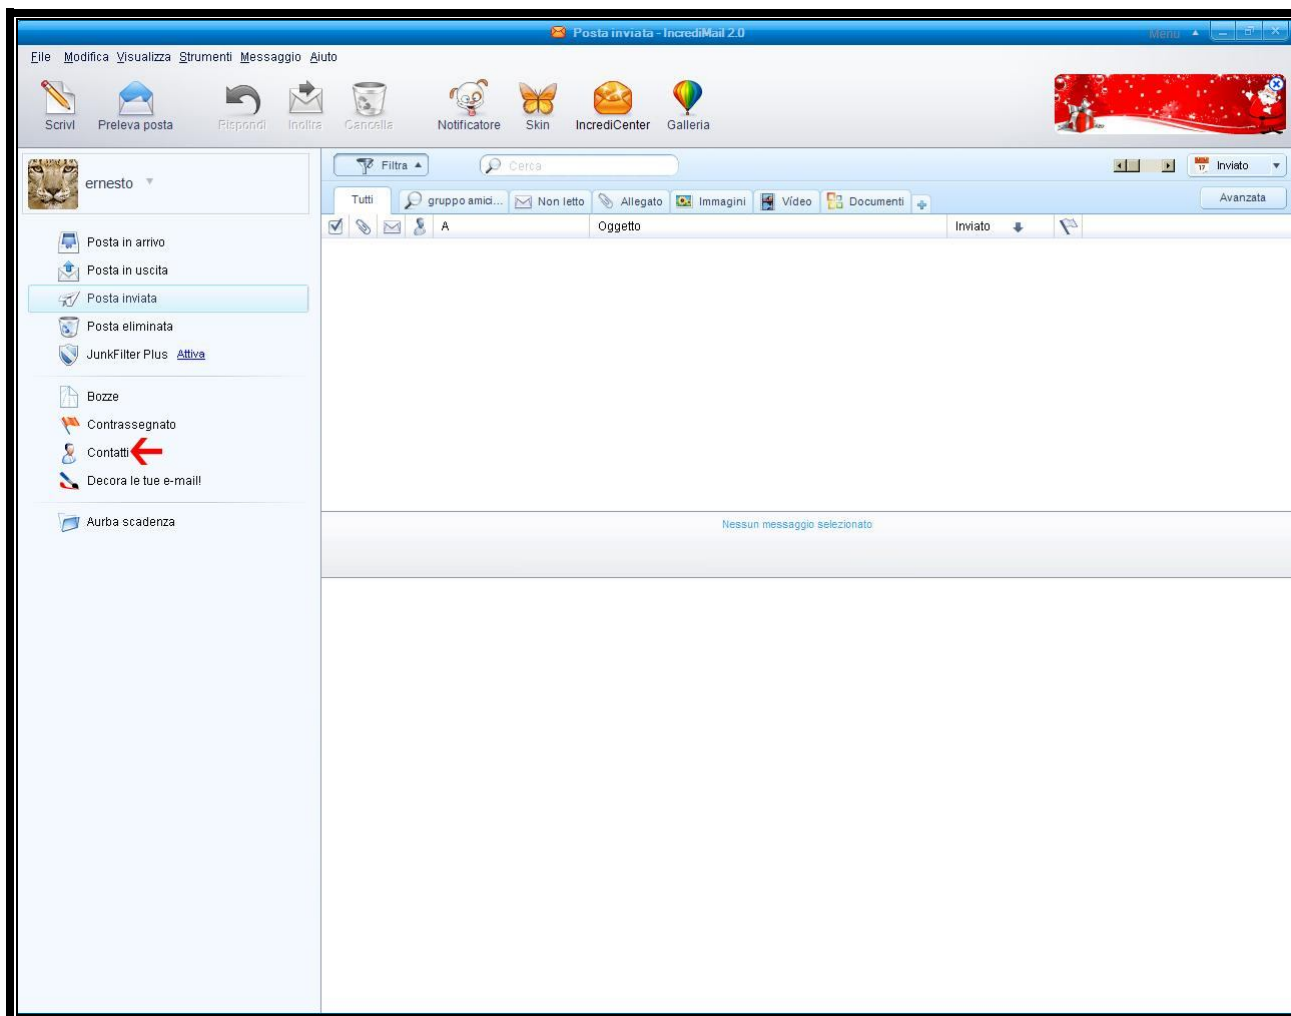 Posta inviata - IncrediMail 2.0
Menu
File Modifica Visualizza Strumenti Messaggio Aiuto
Scrivi Preleva posta Rispondi Inoltra Cancella Notificatore Skin IncrediCenter Galleria
ernesto
Filtra Cerca 17 Inviato
Tutti gruppo amici... Non letto Allegato Immagini Vídeo Documenti Avanzata
A Oggetto Inviato
Posta in arrivo
Posta in uscita
Posta inviata
Posta eliminata
JunkFilter Plus Attiva
Bozze
Contrassegnato
Contatti
Decora le tue e-mail!
Aurba scadenza
Nessun messaggio selezionato